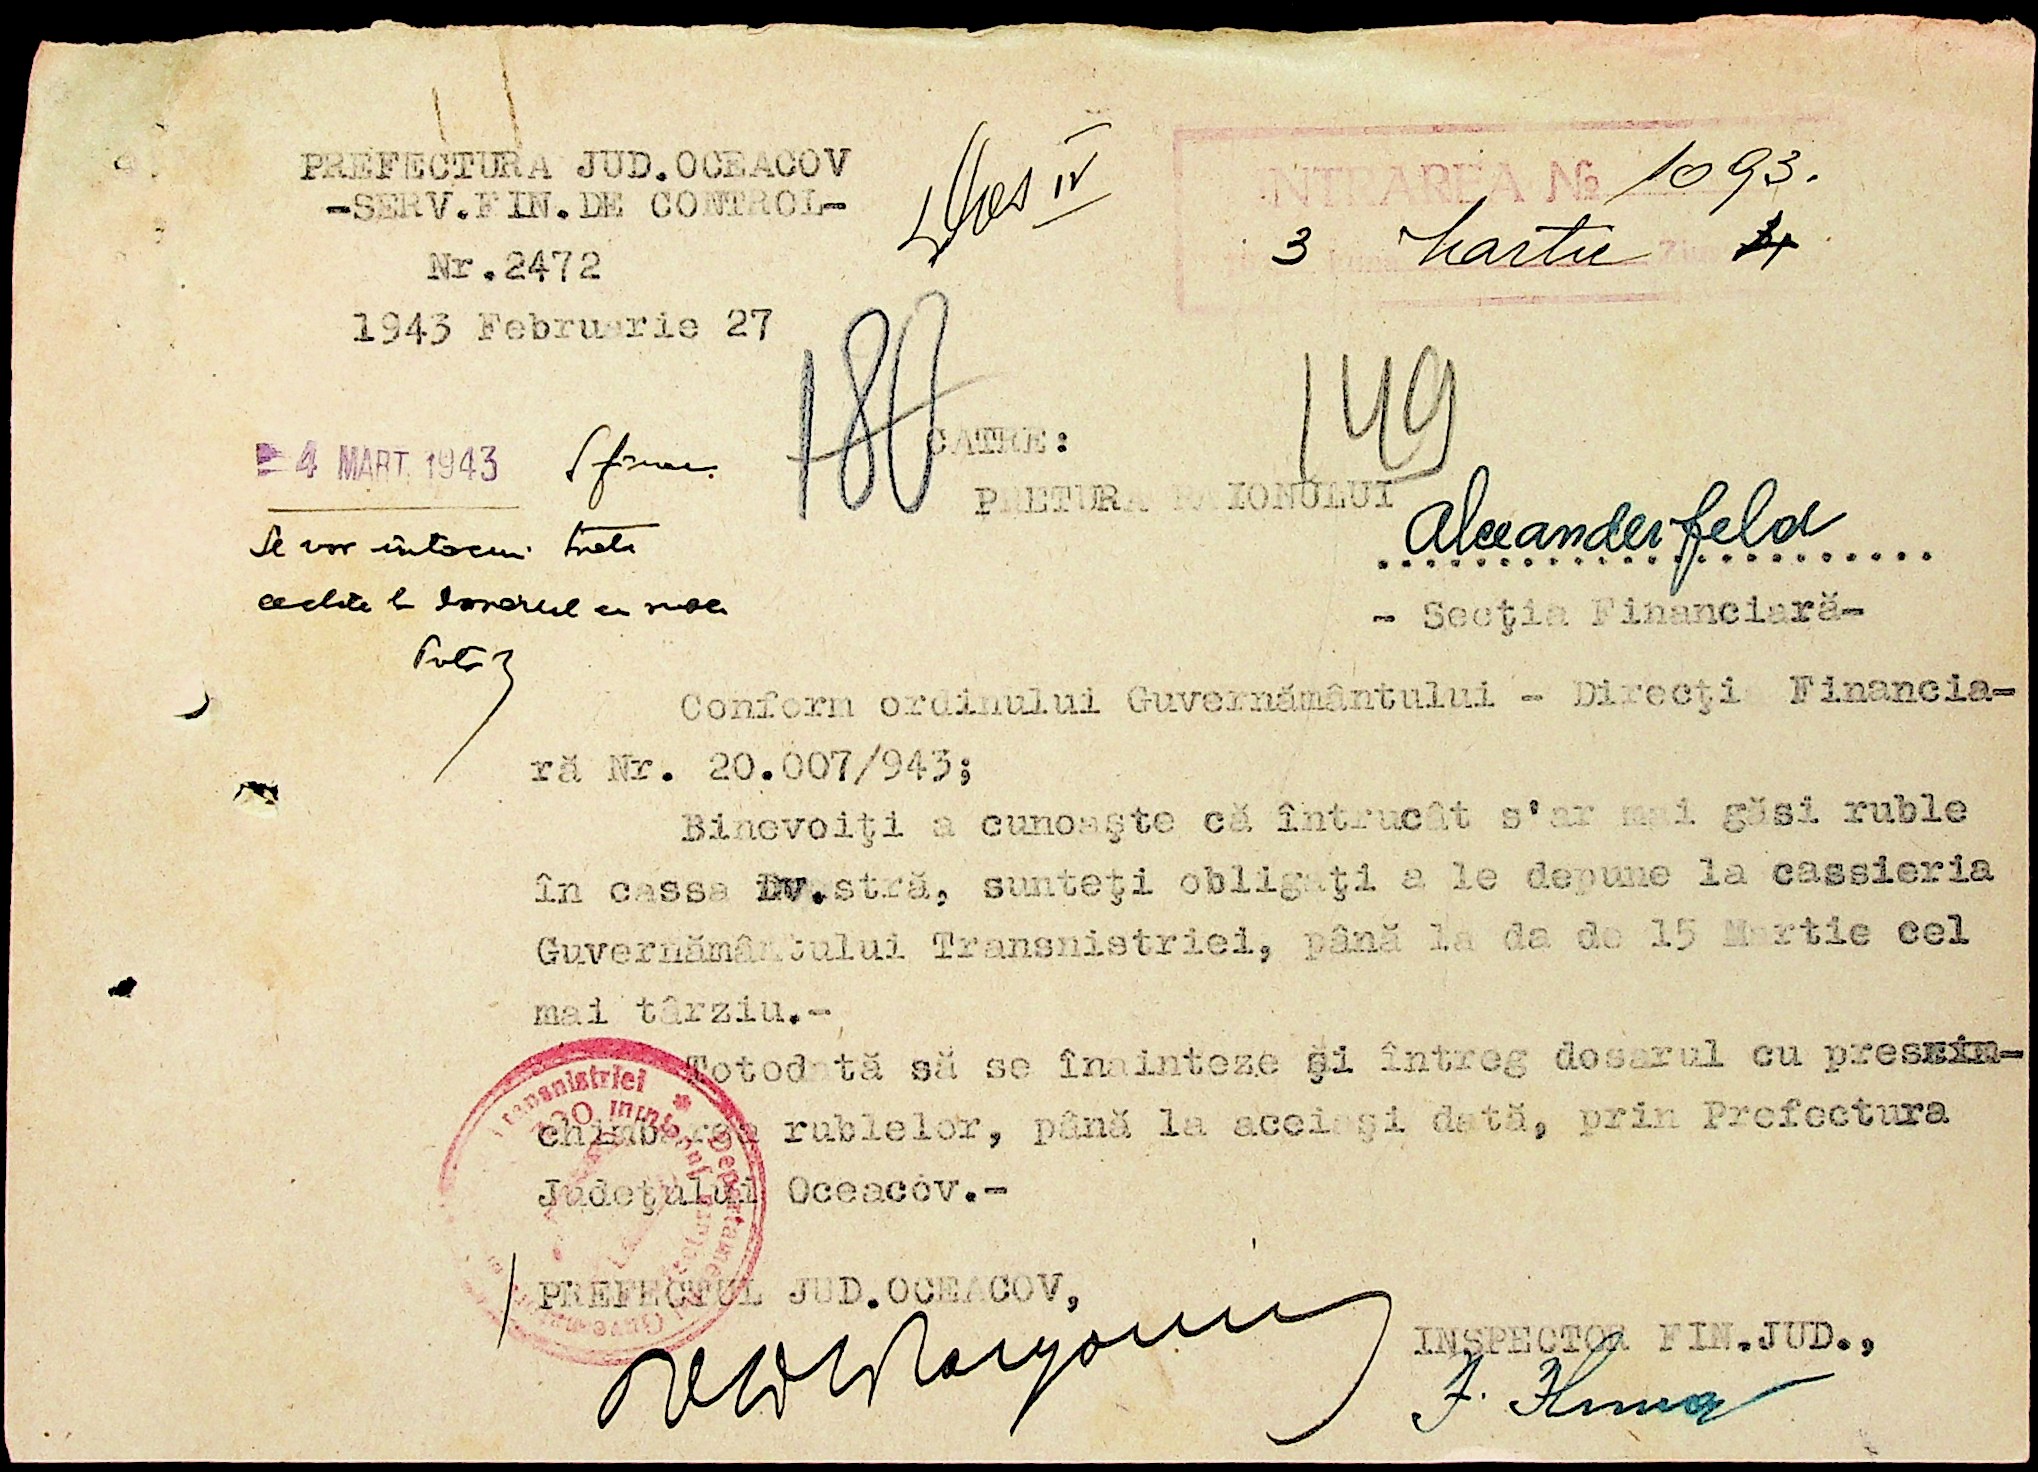 PREFECTURA JUD.OCEACOV
-SERV.FIN.DE CONTROL-
Nr.2472
1943 Februarie 27
Dos IV
INTRAREA № 1093.
3 Martie
180
149
- 4 MART. 1943
CATRE:
PRETURA RAIONULUI
Alexanderfeld
- Secţia Financiară-
Se vor întocmi
Conform ordinului Guvernământului - Direcţi Financia-
ră Nr. 20.007/943;
Binevoiţi a cunoaşte că întrucât s'ar mai găsi ruble
în cassa Dv.stră, sunteţi obligaţi a le depune la cassieria
Guvernământului Transnistriei, până la da de 15 Martie cel
mai târziu.-
Totodată să se înainteze şi întreg dosarul cu
chimbarea rublelor, până la aceiaşi dată, prin Prefectura
Judeţului Oceacov.-
Transnistriei
PREFECTUL JUD.OCEACOV,
INSPECTOR FIN.JUD.,